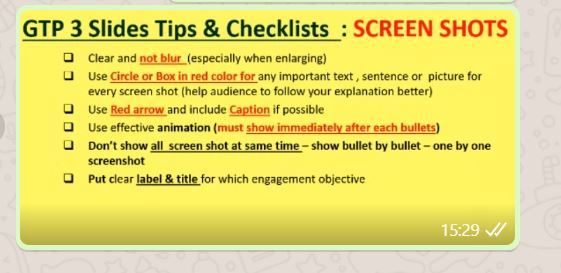 GTP 3 Slides Tips & Checklists : SCREEN SHOTS
Clear and not blur (especially when enlarging)
Use Circle or Box in red color for any important text , sentence or picture for
every screen shot (help audience to follow your explanation better)
Use Red arrow and include Caption if possible
Use effective animation (must show immediately after each bullets)
Don't show all screen shot at same time – show bullet by bullet – one by one
screenshot
Put clear label & title for which engagement objective
15:29